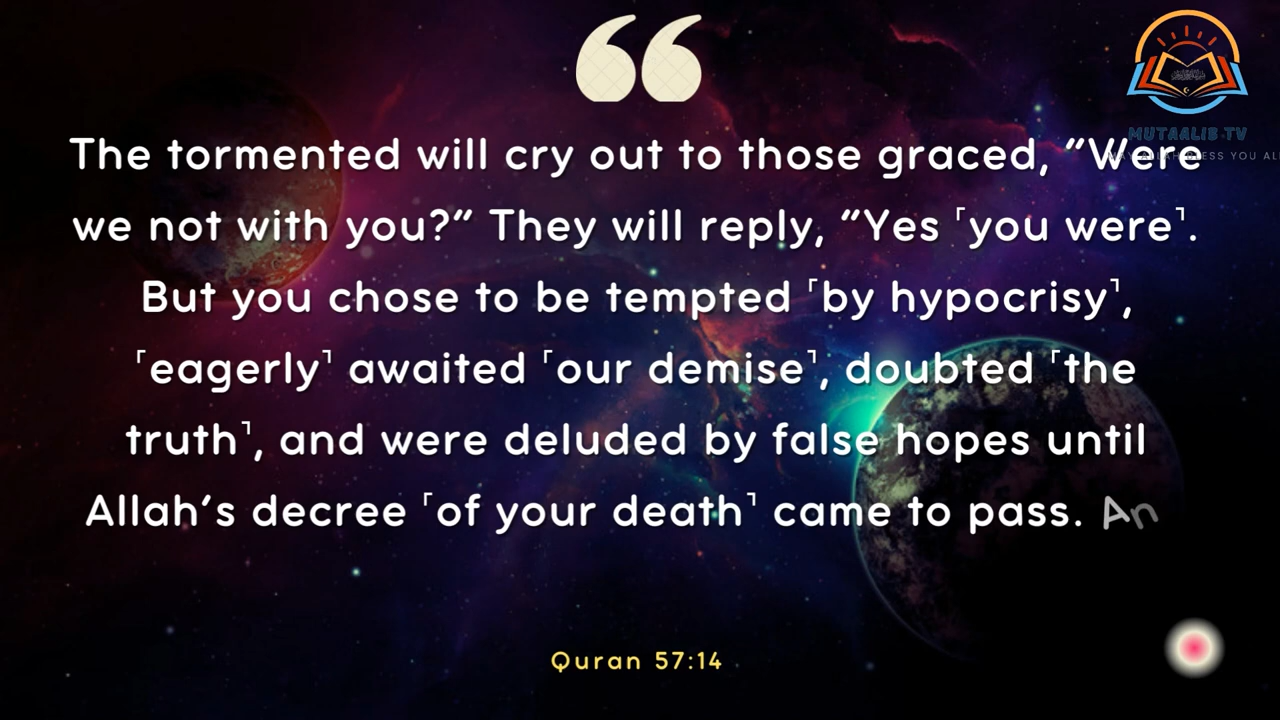 MUTAALIB TV
The tormented will cry out to those graced, "Were
we not with you?" They will reply, "Yes ˹you were˺.
But you chose to be tempted ˹by hypocrisy˺,
˹eagerly˺ awaited ˹our demise˺, doubted ˹the
truth˺, and were deluded by false hopes until
Allah's decree ˹of your death˺ came to pass. An
Quran 57:14